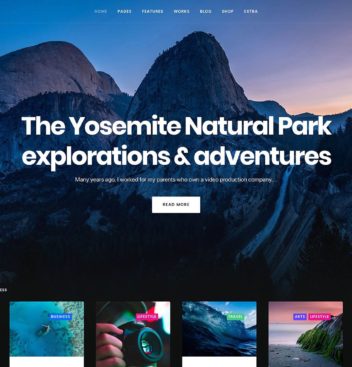 HOME PAGES FEATURES WORKS BLOG SHOP EXTRA
The Yosemite Natural Park
explorations & adventures
Many years ago, I worked for my parents who own a video production company...
READ MORE
ESS
BUSINESS LIFESTYLE TRAVEL ARTS LIFESTYLE